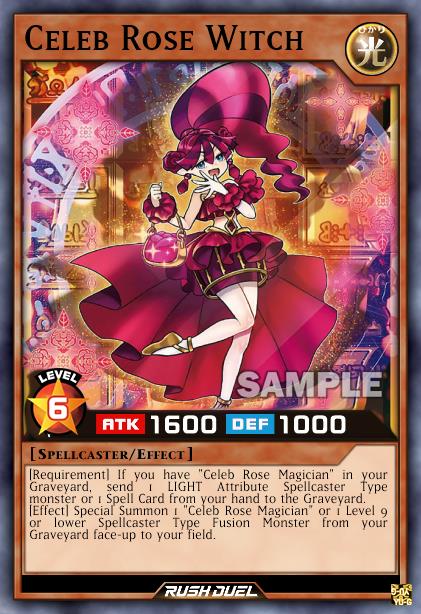 CELEB ROSE WITCH
ひかり
光
SAMPLE
LEVEL
6
ATK 1600 DEF 1000
[SPELLCASTER/EFFECT]
[Requirement] If you have "Celeb Rose Magician" in your
Graveyard, send 1 LIGHT Attribute Spellcaster Type
monster or 1 Spell Card from your hand to the Graveyard.
[Effect] Special Summon 1 "Celeb Rose Magician" or 1 Level 9
or lower Spellcaster Type Fusion Monster from your
Graveyard face-up to your field.
RUSH DUEL